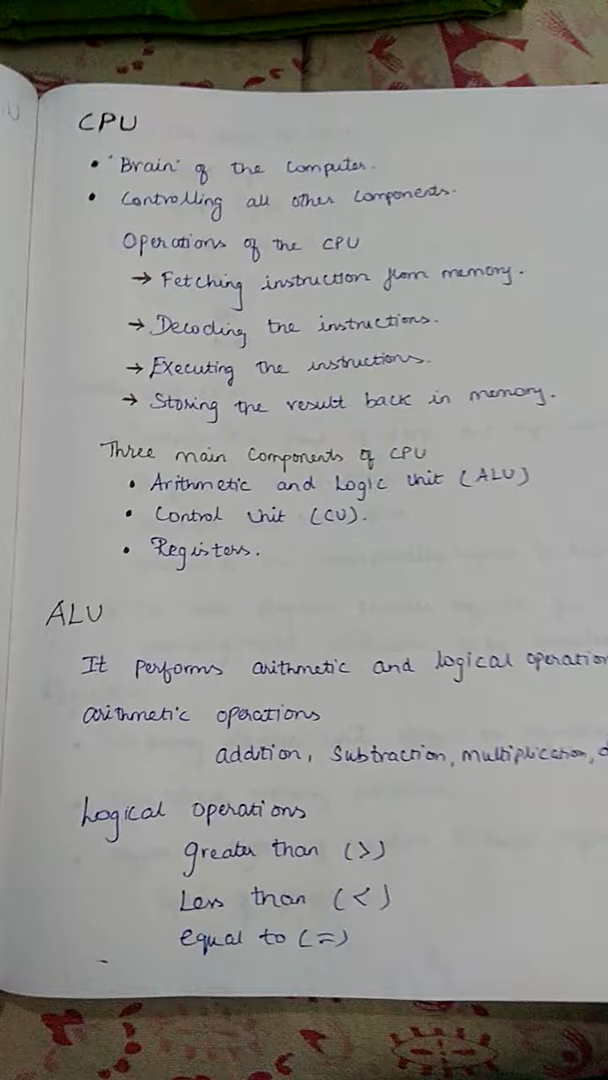 CPU
• 'Brain' of the computer.
• Controlling all other components.
Operations of the CPU
→ Fetching instruction from memory.
→ Decoding the instructions.
→ Executing the instructions.
→ Storing the result back in memory.
Three main Components of CPU
• Arithmetic and Logic Unit (ALU)
• Control Unit (CU).
• Registers.
ALU
It performs arithmetic and logical operation
arithmetic operations
addition, Subtraction, multiplication,
Logical operations
greater than (>)
Less than (<)
equal to (=)